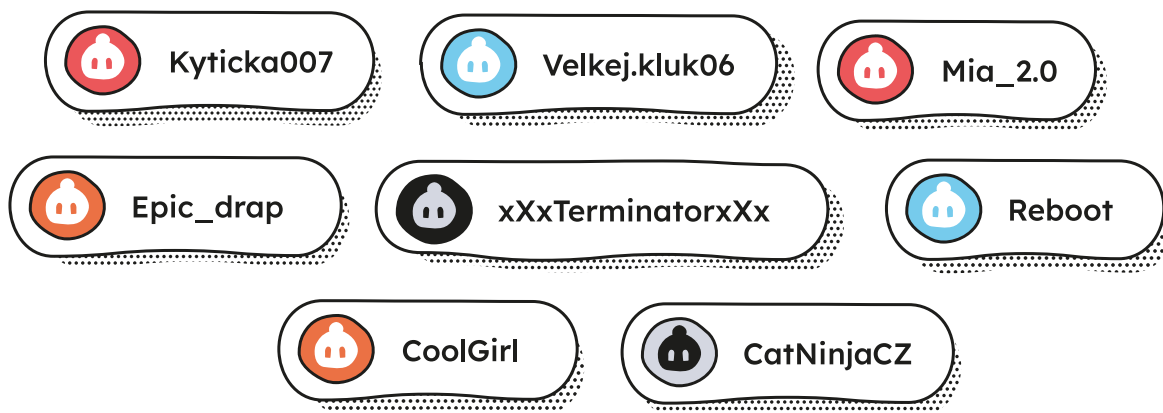 Kyticka007
Velkej.kluk06
Mia_2.0
Epic_drap
xXxTerminatorxXx
Reboot
CoolGirl
CatNinjaCZ